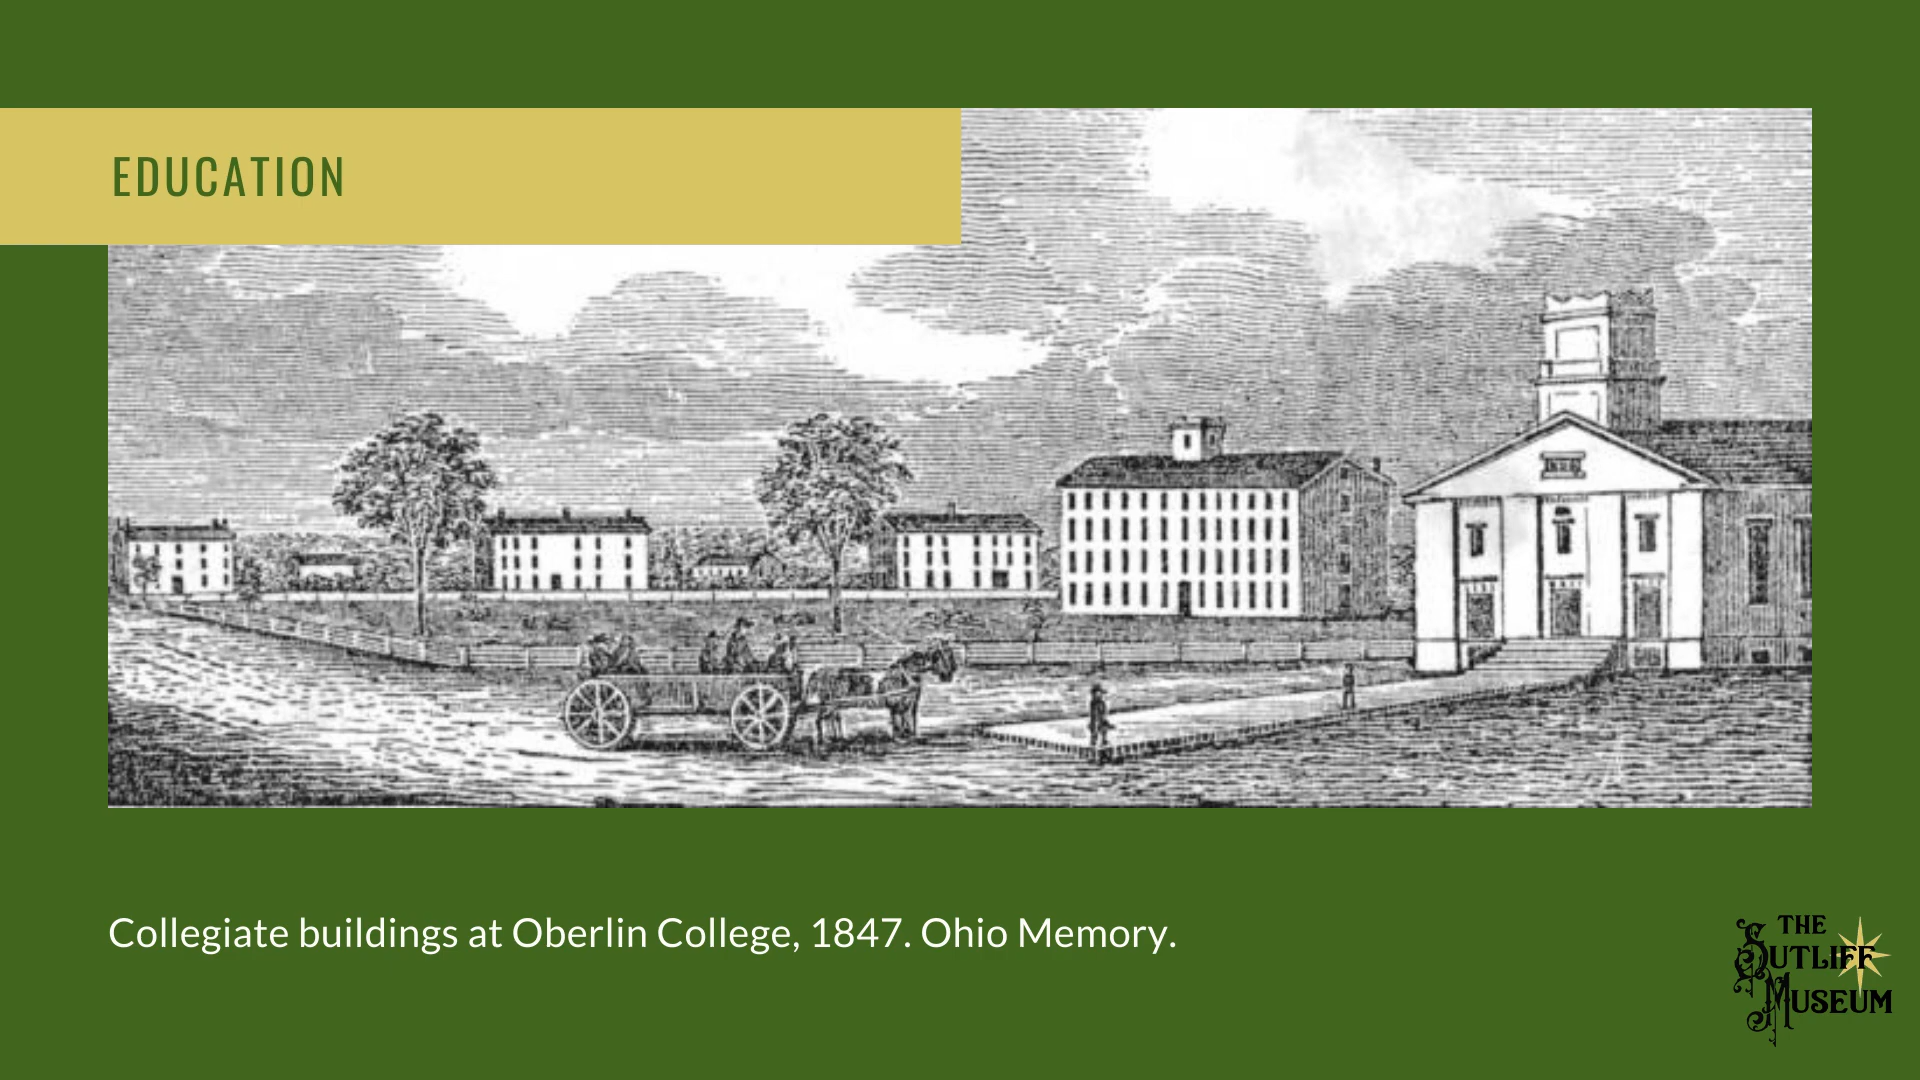 EDUCATION
Collegiate buildings at Oberlin College, 1847. Ohio Memory.
THE
SUTLIFF
MUSEUM